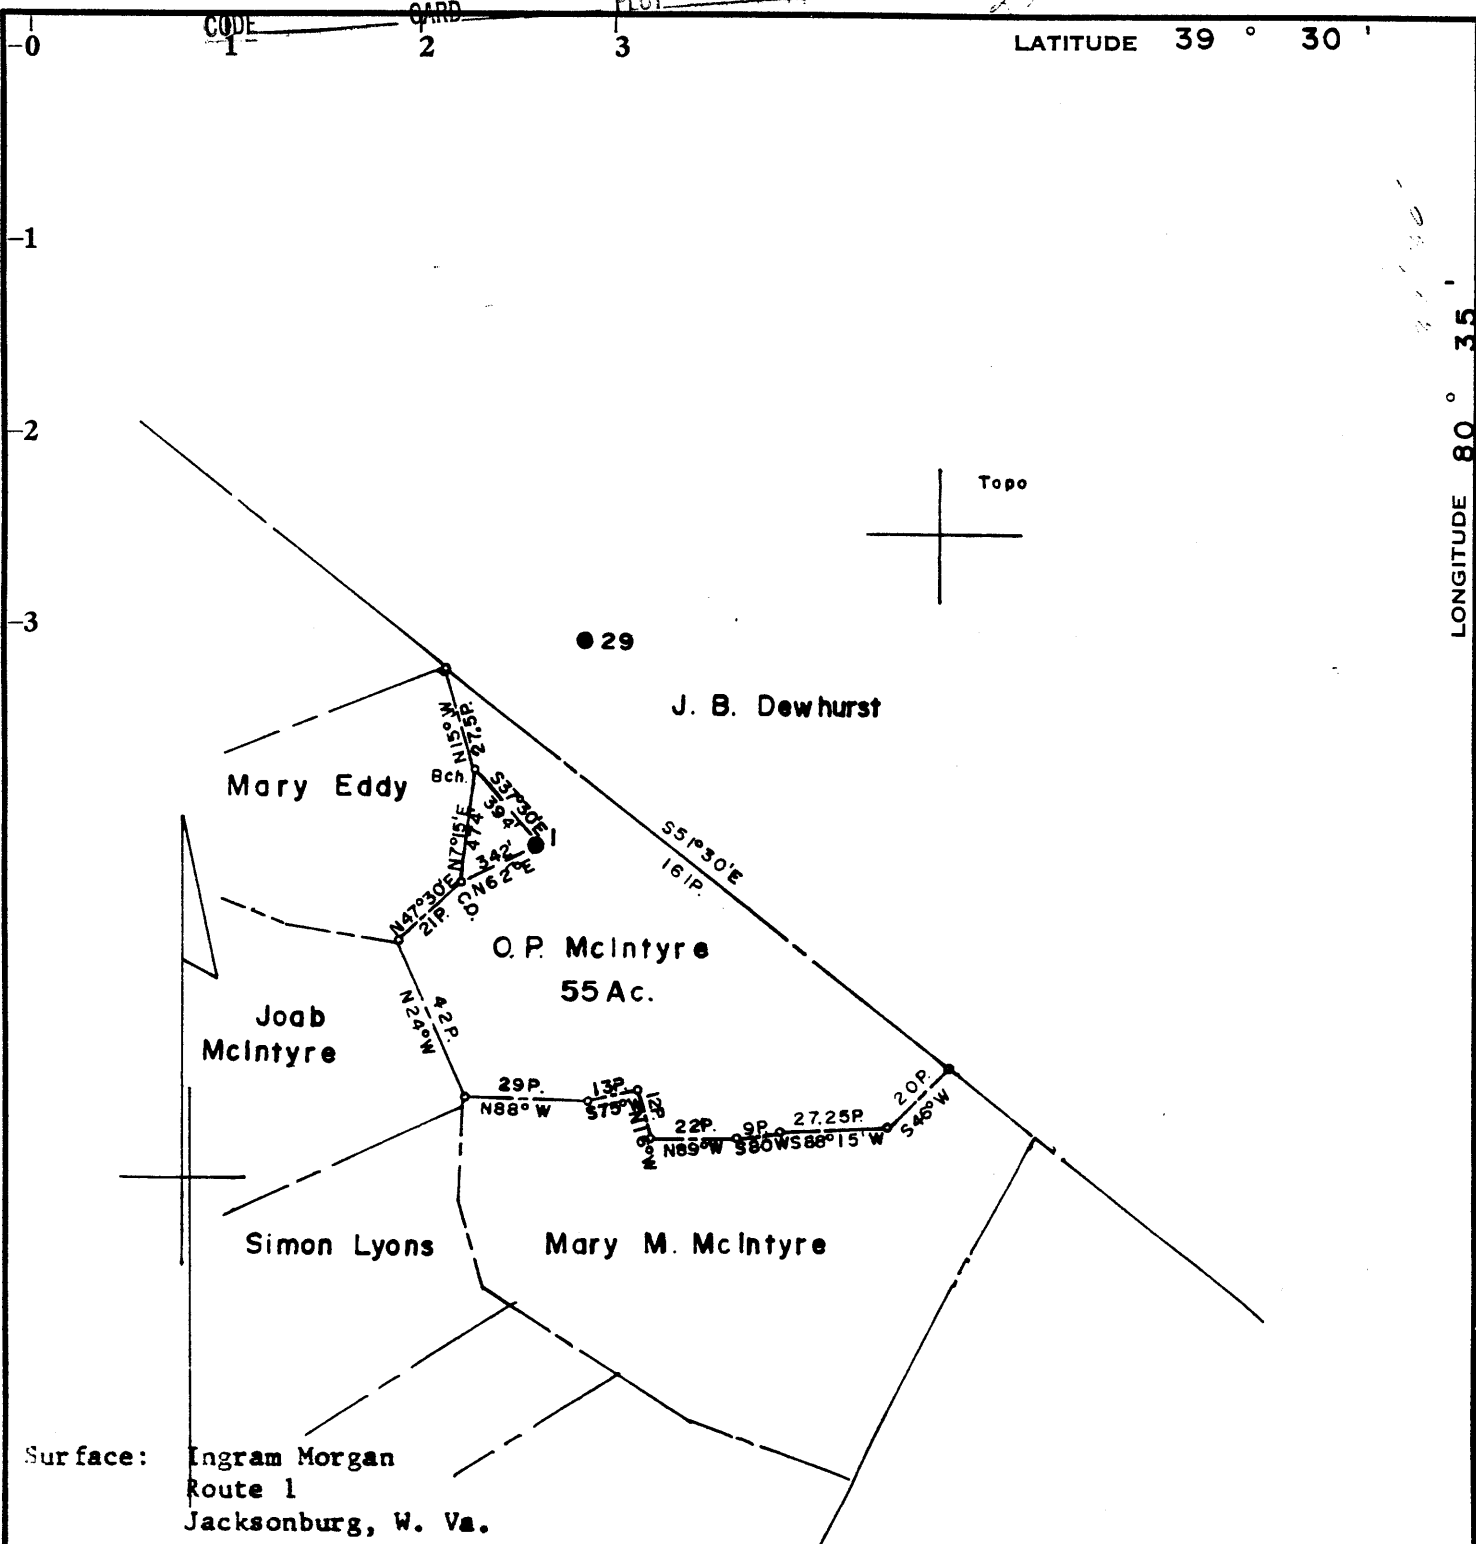 CODE CARD PLOT
0 1 2 3
LATITUDE 39° 30'
-1
-2
-3
LONGITUDE 80° 35'
Topo
29
J. B. Dewhurst
N15°W
27.5P.
Bch.
Mary Eddy
S37°30'E
394'
1
N7°15'E
474'
342'
N62°E
C.O.
N47°30'E
21P.
S51°30'E
161P.
O.P. McIntyre
55 Ac.
42P.
N24°W
Joab
McIntyre
29P.
N88°W
13P.
S75°W
12P.
N16°W
22P.
N89°W
9P.
S80W
27.25P.
S88°15'W
20P.
S46°W
Simon Lyons
Mary M. McIntyre
Surface: Ingram Morgan
Route 1
Jacksonburg, W. Va.